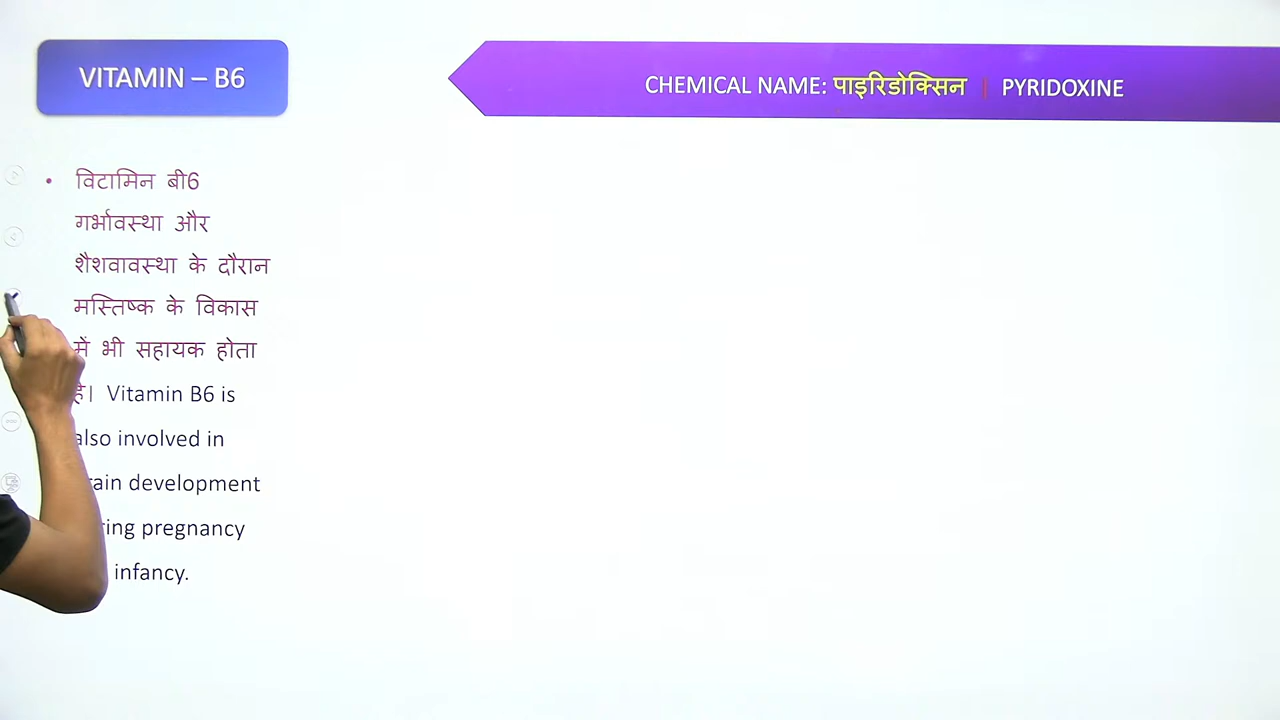 VITAMIN – B6
CHEMICAL NAME: पाइरिडोक्सिन | PYRIDOXINE
• विटामिन बी6
गर्भावस्था और
शैशवावस्था के दौरान
मस्तिष्क के विकास
में भी सहायक होता
है। Vitamin B6 is
also involved in
development
pregnancy
infancy.